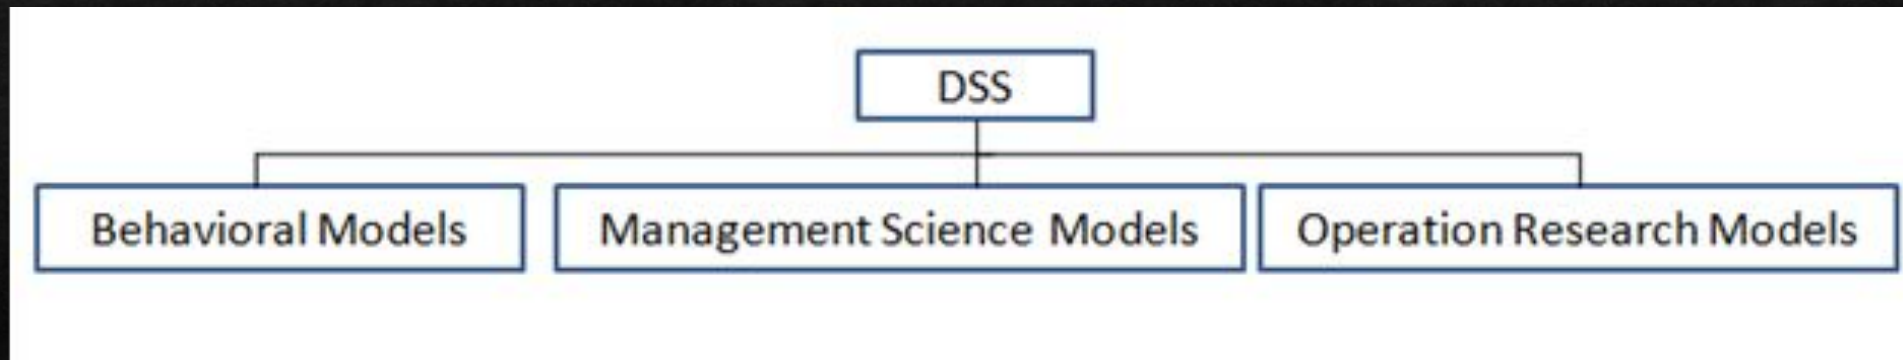 DSS
Behavioral Models
Management Science Models
Operation Research Models